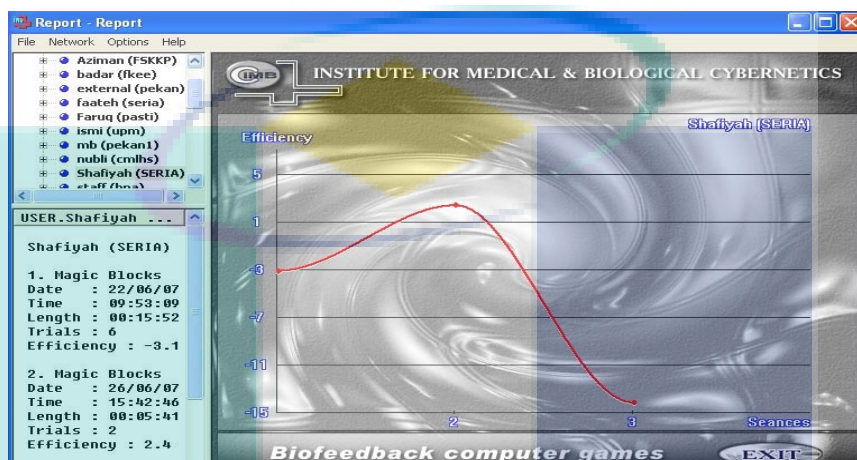 Report - Report
File Network Options Help
Aziman (FSKKP)
badar (fkee)
external (pekan)
faateh (seria)
Faruq (pasti)
ismi (upm)
mb (pekan1)
nubli (cmlhs)
Shafiyah (SERIA)
staff (hpa)
USER.Shafiyah ...
Shafiyah (SERIA)
1. Magic Blocks
Date : 22/06/07
Time : 09:53:09
Length : 00:15:52
Trials : 6
Efficiency : -3.1
2. Magic Blocks
Date : 26/06/07
Time : 15:42:46
Length : 00:05:41
Trials : 2
Efficiency : 2.4
IMB INSTITUTE FOR MEDICAL & BIOLOGICAL CYBERNETICS
Shafiyah [SERIA]
Efficiency
5
1
-3
-7
-11
-15
2 3 Seances
Biofeedback computer games EXIT